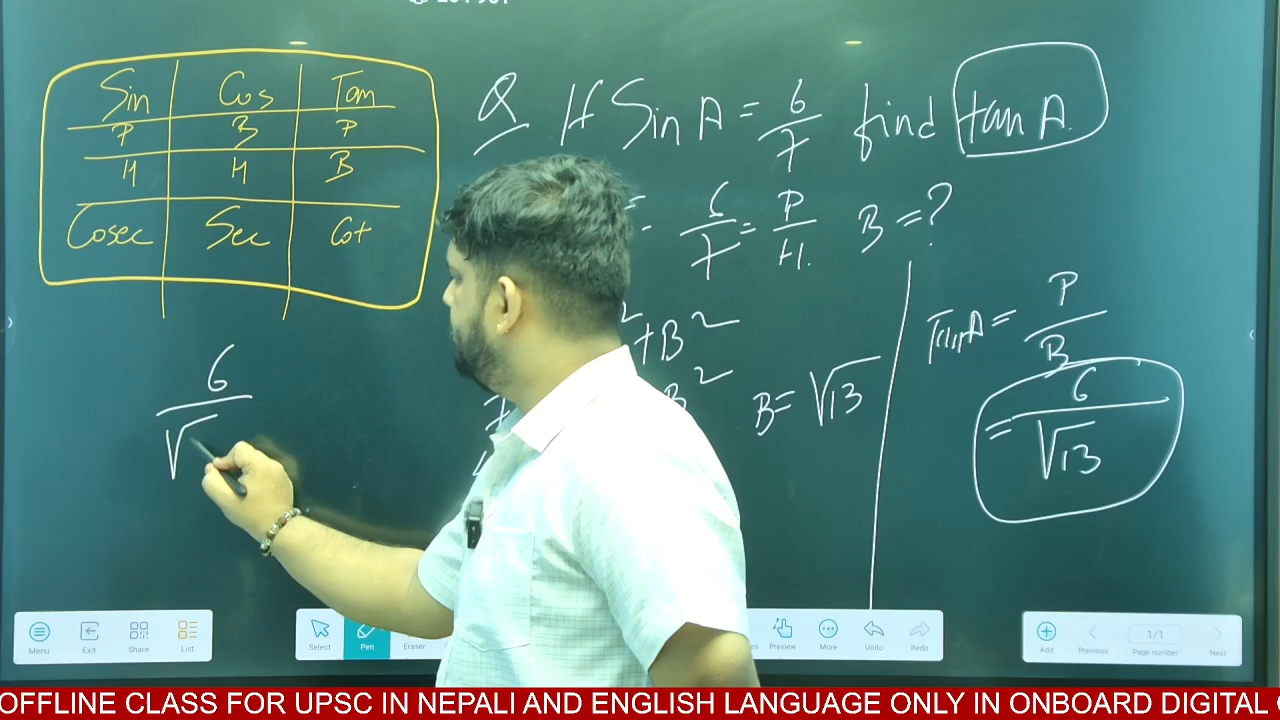 Sin Cos Tan
P B P
H H B
Cosec Sec Cot
Q If Sin A = 6/7 find tan A.
= 6/7 = P/H. B = ?
+B²
B²
B = √13
TanA = P/B
= 6/√13
6/√
Menu Exit Share List
Select Pen Eraser
Preview More Undo Redo
Add Previous 1/1 Page number Next
OFFLINE CLASS FOR UPSC IN NEPALI AND ENGLISH LANGUAGE ONLY IN ONBOARD DIGITAL